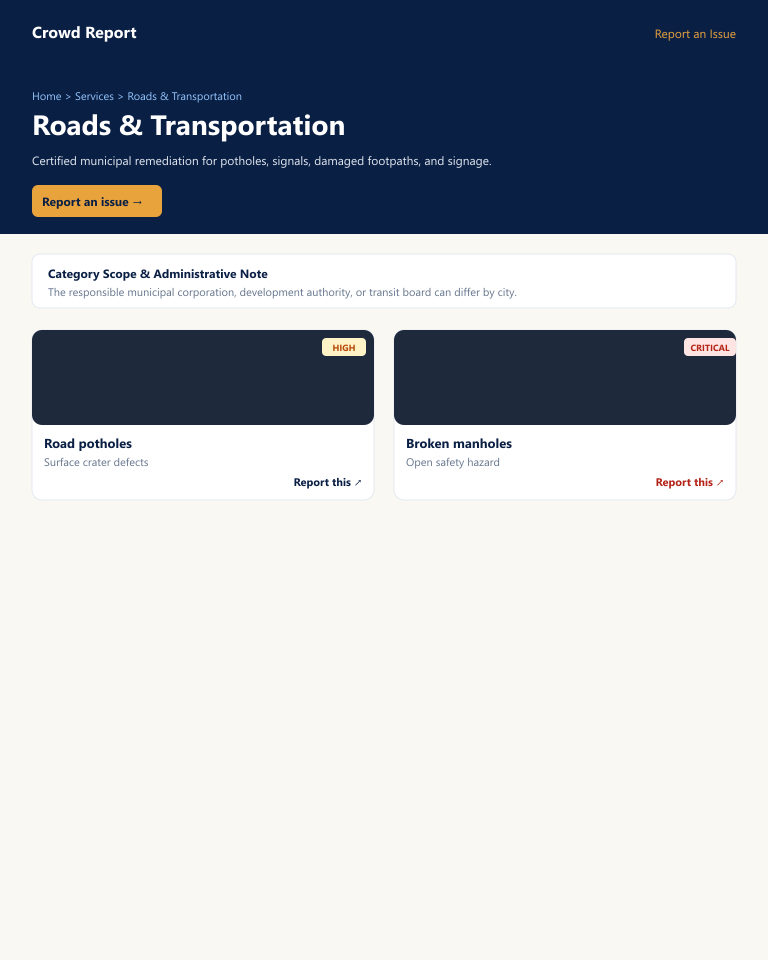 Crowd Report
Report an Issue
Home > Services > Roads & Transportation
Roads & Transportation
Certified municipal remediation for potholes, signals, damaged footpaths, and signage.
Report an issue →
Category Scope & Administrative Note
The responsible municipal corporation, development authority, or transit board can differ by city.
HIGH
Road potholes
Surface crater defects
Report this ↗
CRITICAL
Broken manholes
Open safety hazard
Report this ↗